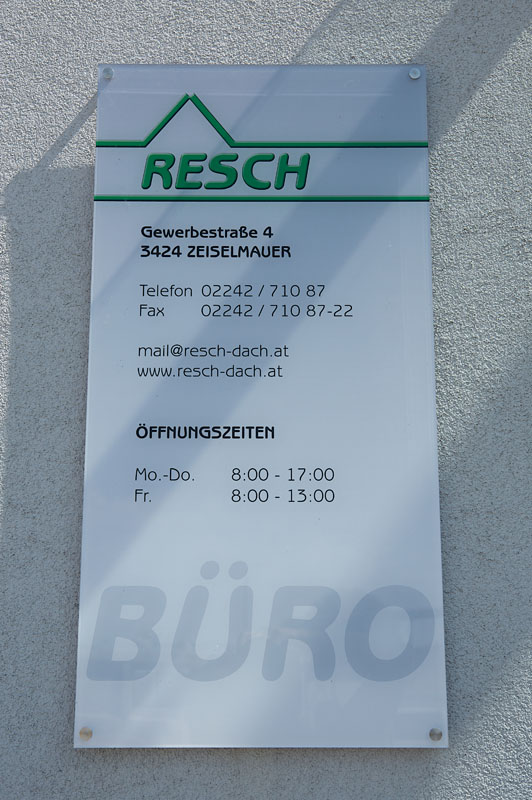 RESCH
Gewerbestraße 4
3424 ZEISELMAUER
Telefon 02242 / 710 87
Fax 02242 / 710 87-22
mail@resch-dach.at
www.resch-dach.at
ÖFFNUNGSZEITEN
Mo.-Do. 8:00 - 17:00
Fr. 8:00 - 13:00
BÜRO